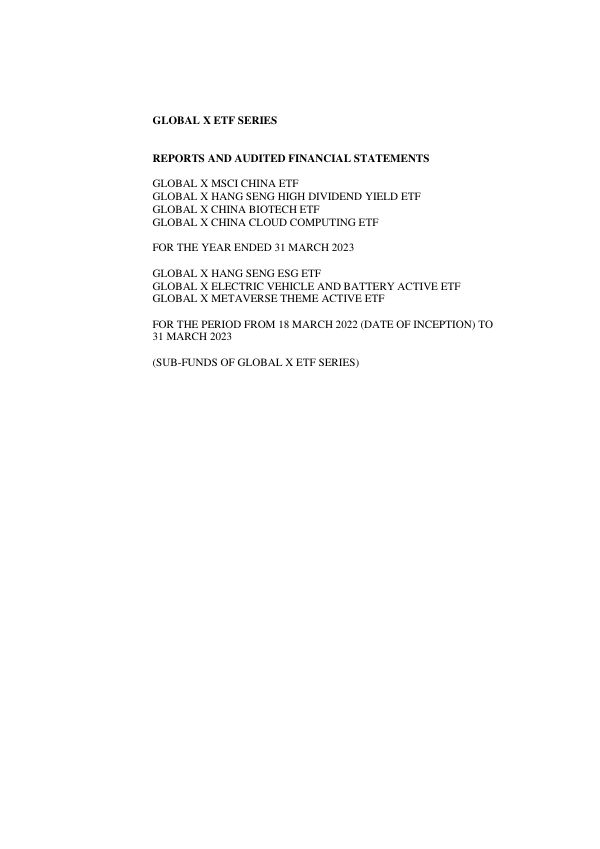 GLOBAL X ETF SERIES
REPORTS AND AUDITED FINANCIAL STATEMENTS
GLOBAL X MSCI CHINA ETF
GLOBAL X HANG SENG HIGH DIVIDEND YIELD ETF
GLOBAL X CHINA BIOTECH ETF
GLOBAL X CHINA CLOUD COMPUTING ETF
FOR THE YEAR ENDED 31 MARCH 2023
GLOBAL X HANG SENG ESG ETF
GLOBAL X ELECTRIC VEHICLE AND BATTERY ACTIVE ETF
GLOBAL X METAVERSE THEME ACTIVE ETF
FOR THE PERIOD FROM 18 MARCH 2022 (DATE OF INCEPTION) TO
31 MARCH 2023
(SUB-FUNDS OF GLOBAL X ETF SERIES)